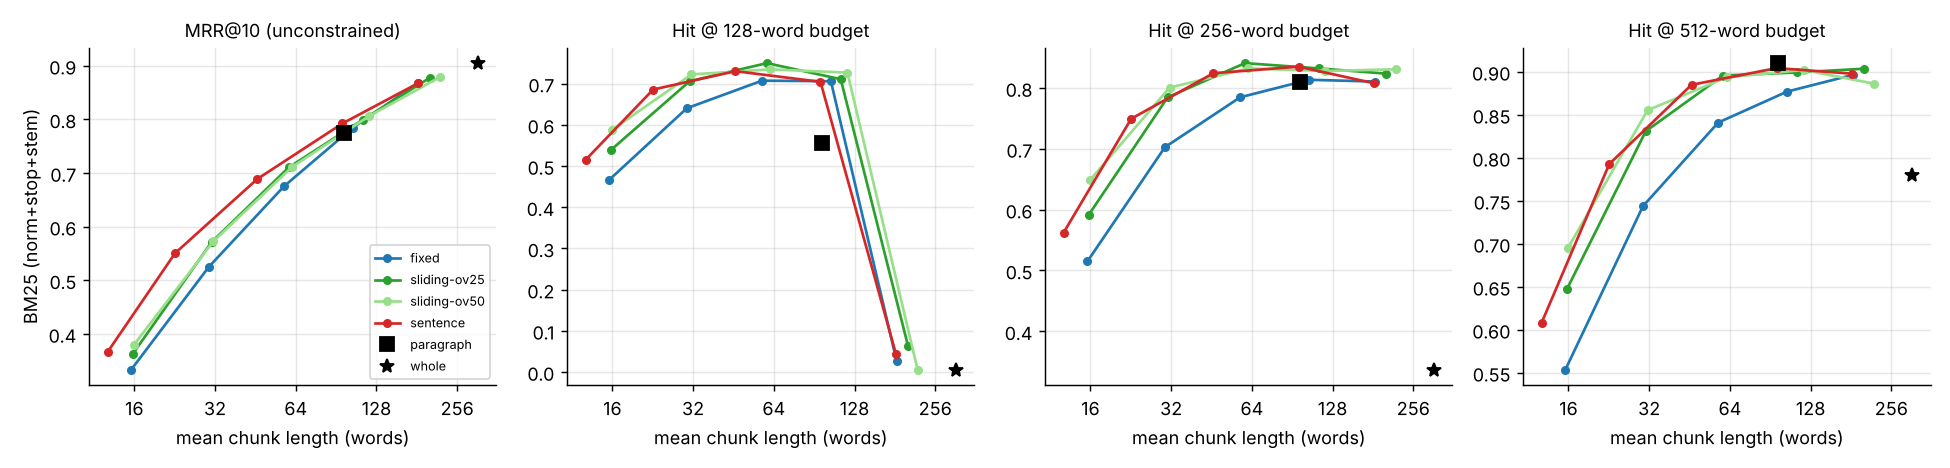 MRR@10 (unconstrained)
BM25 (norm+stop+stem)
0.9
0.8
0.7
0.6
0.5
0.4
16 32 64 128 256
mean chunk length (words)
fixed
sliding-ov25
sliding-ov50
sentence
paragraph
whole
Hit @ 128-word budget
0.7
0.6
0.5
0.4
0.3
0.2
0.1
0.0
16 32 64 128 256
mean chunk length (words)
Hit @ 256-word budget
0.8
0.7
0.6
0.5
0.4
16 32 64 128 256
mean chunk length (words)
Hit @ 512-word budget
0.90
0.85
0.80
0.75
0.70
0.65
0.60
0.55
16 32 64 128 256
mean chunk length (words)